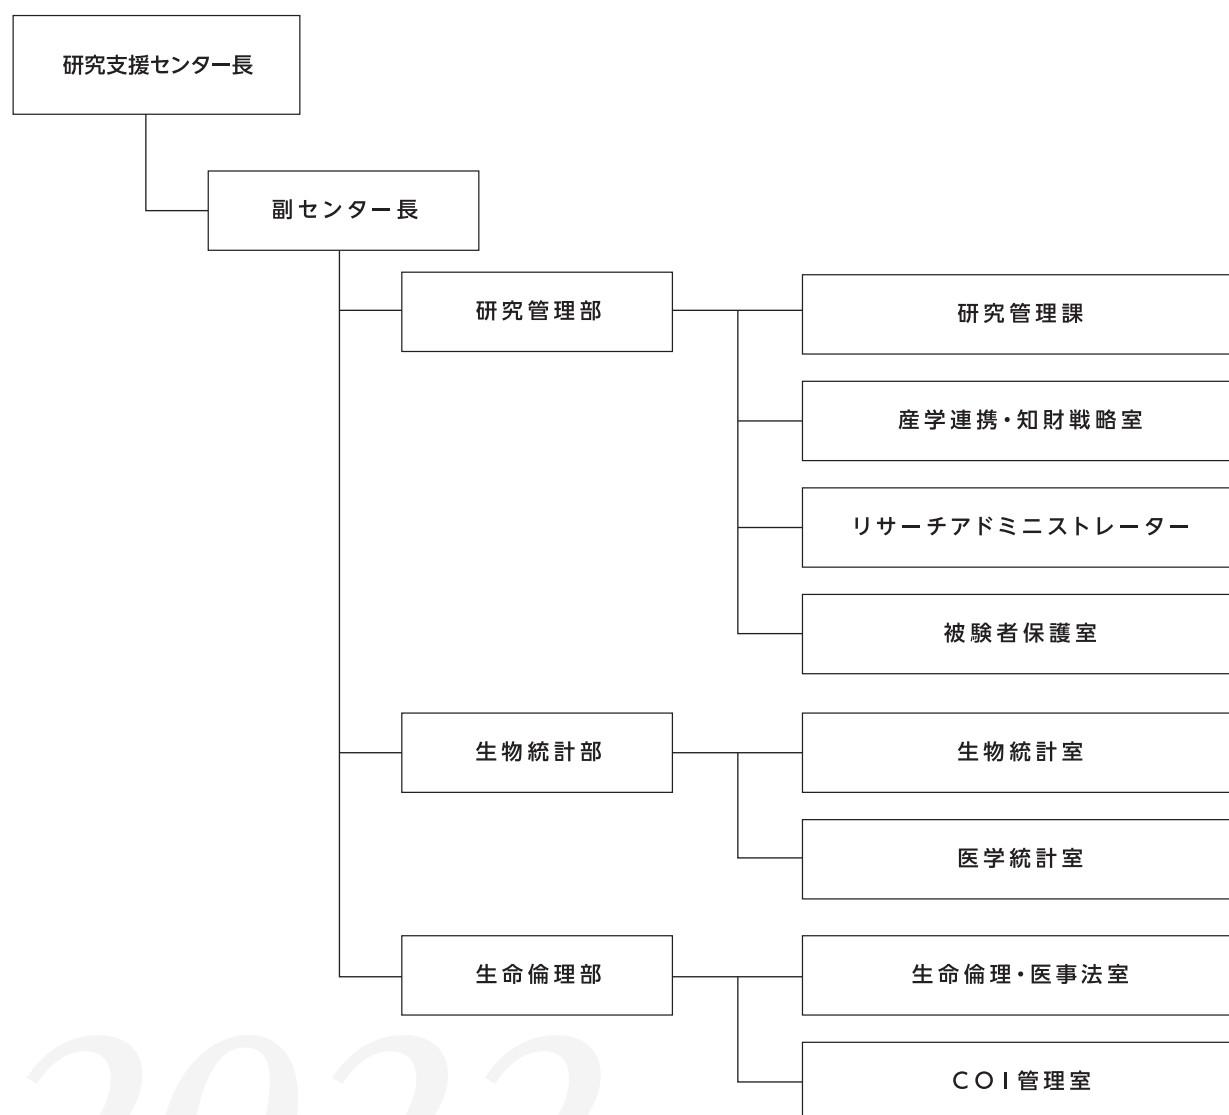 研究支援センター長
副センター長
研究管理部
研究管理課
産学連携・知財戦略室
リサーチアドミニストレーター
被験者保護室
生物統計部
生物統計室
医学統計室
生命倫理部
生命倫理・医事法室
COI管理室
2022